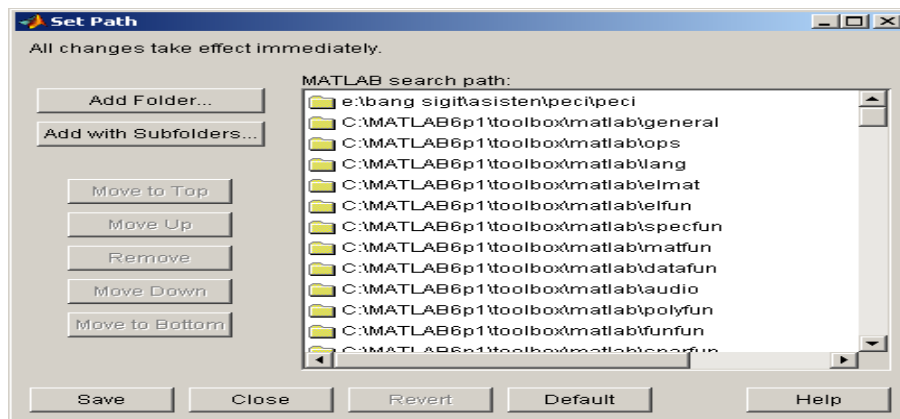 Set Path
All changes take effect immediately.
MATLAB search path:
Add Folder...
Add with Subfolders...
Move to Top
Move Up
Remove
Move Down
Move to Bottom
e:\bang sigit\asisten\peci\peci
C:\MATLAB6p1\toolbox\matlab\general
C:\MATLAB6p1\toolbox\matlab\ops
C:\MATLAB6p1\toolbox\matlab\lang
C:\MATLAB6p1\toolbox\matlab\elmat
C:\MATLAB6p1\toolbox\matlab\elfun
C:\MATLAB6p1\toolbox\matlab\specfun
C:\MATLAB6p1\toolbox\matlab\matfun
C:\MATLAB6p1\toolbox\matlab\datafun
C:\MATLAB6p1\toolbox\matlab\audio
C:\MATLAB6p1\toolbox\matlab\polyfun
C:\MATLAB6p1\toolbox\matlab\funfun
C:\MATLAB6p1\toolbox\matlab\sparfun
Save
Close
Revert
Default
Help